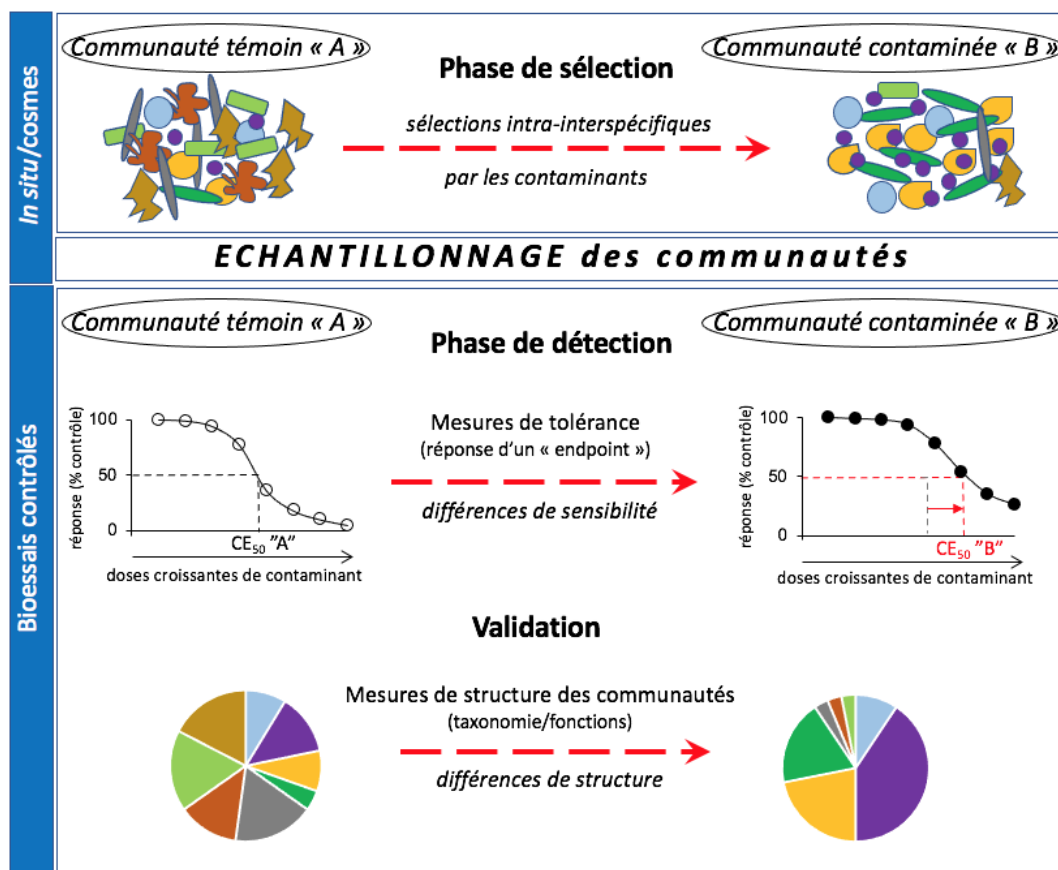 In situ/cosmes
Communauté témoin « A »
Communauté contaminée « B »
Phase de sélection
sélections intra-interspécifiques
par les contaminants
ECHANTILLONNAGE des communautés
Bioessais contrôlés
Communauté témoin « A »
Communauté contaminée « B »
Phase de détection
réponse (% contrôle)
100
50
0
CE50 "A"
doses croissantes de contaminant
Mesures de tolérance
(réponse d'un « endpoint »)
différences de sensibilité
réponse (% contrôle)
100
50
0
CE50 "B"
doses croissantes de contaminant
Validation
Mesures de structure des communautés
(taxonomie/fonctions)
différences de structure